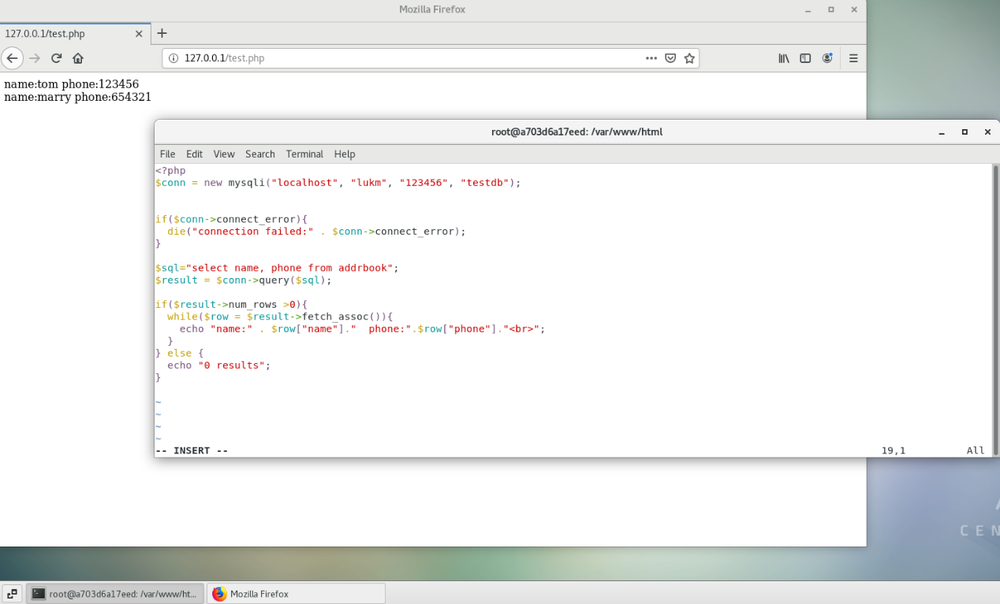 Mozilla Firefox
127.0.0.1/test.php
127.0.0.1/test.php
name:tom phone:123456
name:marry phone:654321
root@a703d6a17eed: /var/www/html
File Edit View Search Terminal Help
<?php
$conn = new mysqli("localhost", "lukm", "123456", "testdb");
if($conn->connect_error){
  die("connection failed:" . $conn->connect_error);
}
$sql="select name, phone from addrbook";
$result = $conn->query($sql);
if($result->num_rows >0){
  while($row = $result->fetch_assoc()){
    echo "name:" . $row["name"]."  phone:".$row["phone"]."<br>";
  }
} else {
  echo "0 results";
}
~
~
~
~
-- INSERT -- 19,1 All
CEN
root@a703d6a17eed: /var/www/ht... Mozilla Firefox